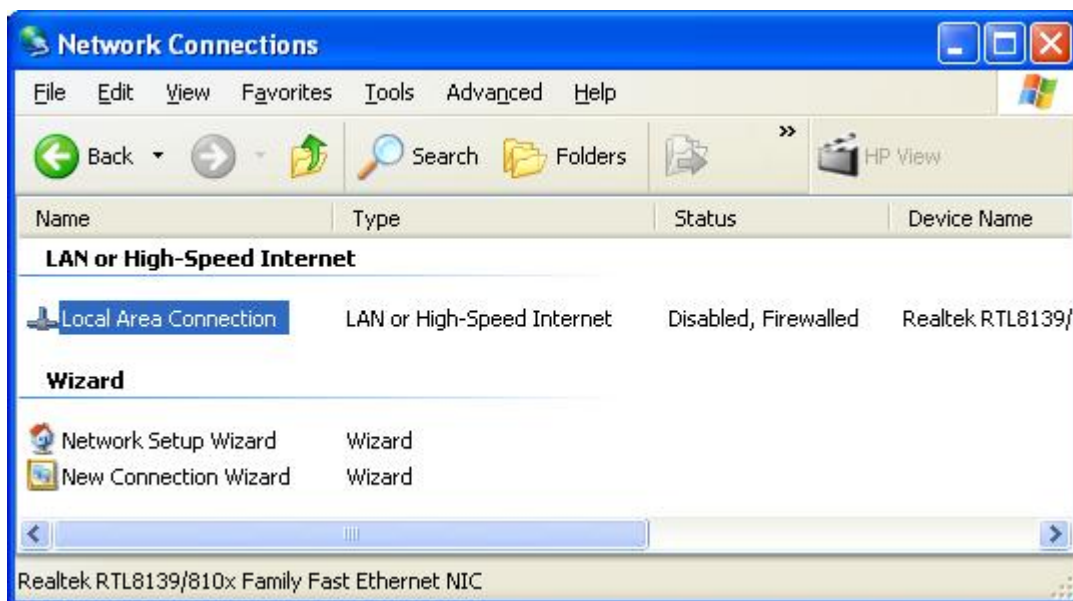 Network Connections
File Edit View Favorites Tools Advanced Help
Back Search Folders » HP View
Name Type Status Device Name
LAN or High-Speed Internet
Local Area Connection LAN or High-Speed Internet Disabled, Firewalled Realtek RTL8139/
Wizard
Network Setup Wizard Wizard
New Connection Wizard Wizard
Realtek RTL8139/810x Family Fast Ethernet NIC